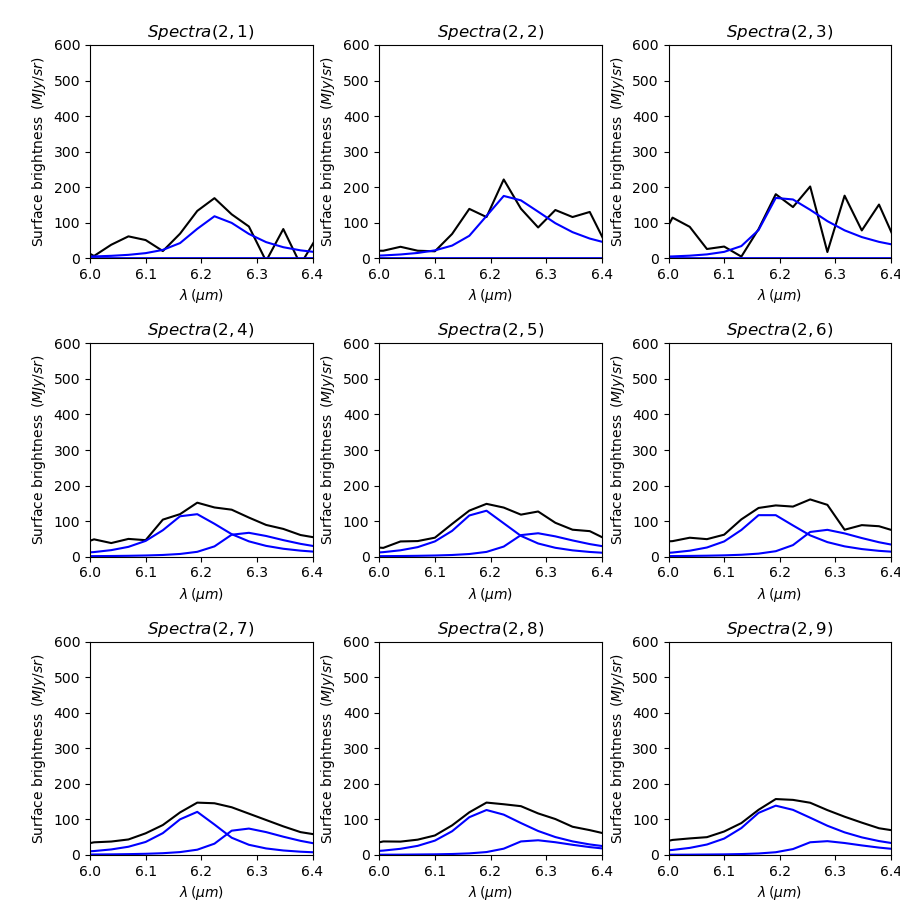 Spectra(2, 1) Spectra(2, 2) Spectra(2, 3)
600 600 600
500 500 500
400 400 400
300 300 300
200 200 200
100 100 100
0 0 0
Surface brightness (MJy/sr) Surface brightness (MJy/sr) Surface brightness (MJy/sr)
6.0 6.1 6.2 6.3 6.4 6.0 6.1 6.2 6.3 6.4 6.0 6.1 6.2 6.3 6.4
λ (μm) λ (μm) λ (μm)
Spectra(2, 4) Spectra(2, 5) Spectra(2, 6)
600 600 600
500 500 500
400 400 400
300 300 300
200 200 200
100 100 100
0 0 0
Surface brightness (MJy/sr) Surface brightness (MJy/sr) Surface brightness (MJy/sr)
6.0 6.1 6.2 6.3 6.4 6.0 6.1 6.2 6.3 6.4 6.0 6.1 6.2 6.3 6.4
λ (μm) λ (μm) λ (μm)
Spectra(2, 7) Spectra(2, 8) Spectra(2, 9)
600 600 600
500 500 500
400 400 400
300 300 300
200 200 200
100 100 100
0 0 0
Surface brightness (MJy/sr) Surface brightness (MJy/sr) Surface brightness (MJy/sr)
6.0 6.1 6.2 6.3 6.4 6.0 6.1 6.2 6.3 6.4 6.0 6.1 6.2 6.3 6.4
λ (μm) λ (μm) λ (μm)